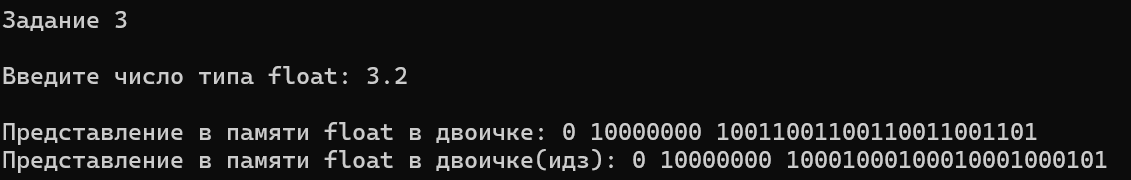 Задание 3
Введите число типа float: 3.2
Представление в памяти float в двоичке: 0 10000000 10011001100110011001101
Представление в памяти float в двоичке(идз): 0 10000000 10001000100010001000101